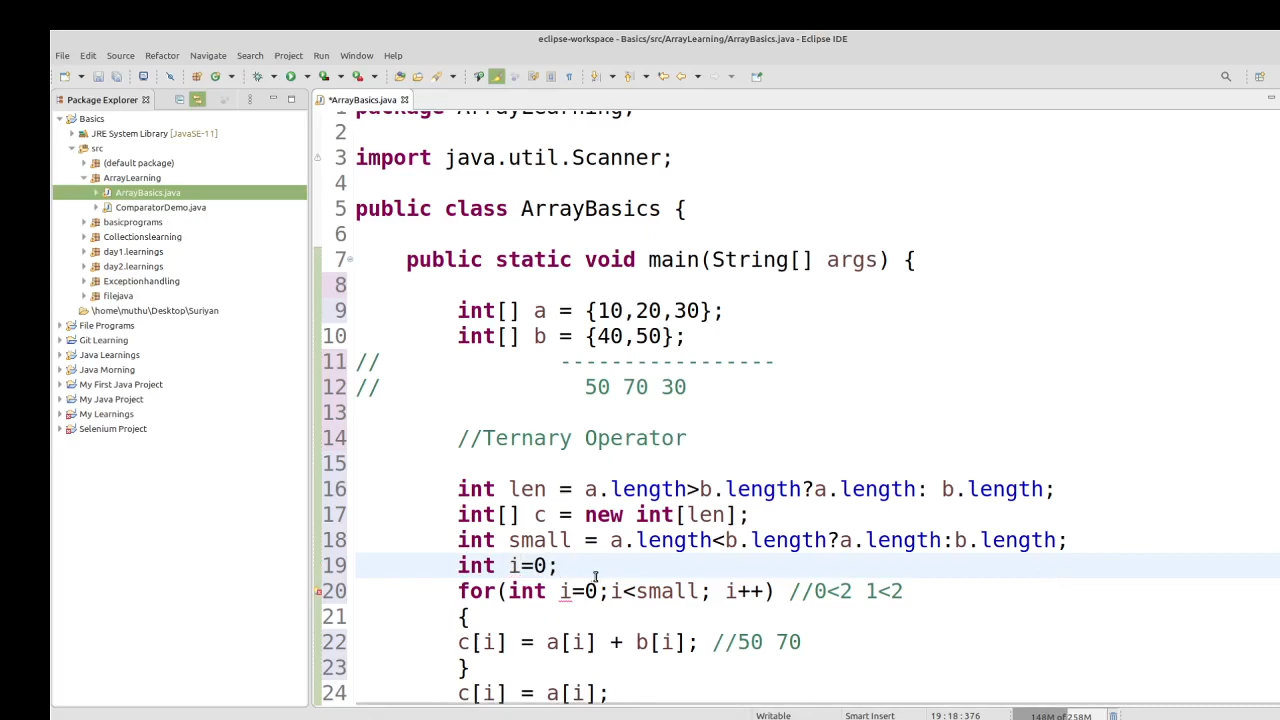 eclipse-workspace - Basics/src/ArrayLearning/ArrayBasics.java - Eclipse IDE
File Edit Source Refactor Navigate Search Project Run Window Help
Package Explorer
*ArrayBasics.java
Basics
JRE System Library [JavaSE-11]
src
(default package)
ArrayLearning
ArrayBasics.java
ComparatorDemo.java
basicprograms
Collectionslearning
day1.learnings
day2.learnings
Exceptionhandling
filejava
\home\muthu\Desktop\Suriyan
File Programs
Git Learning
Java Learnings
Java Morning
My First Java Project
My Java Project
My Learnings
Selenium Project
1 package ArrayLearning;
2
3 import java.util.Scanner;
4
5 public class ArrayBasics {
6
7 public static void main(String[] args) {
8
9 int[] a = {10,20,30};
10 int[] b = {40,50};
11 // -----------------
12 // 50 70 30
13
14 //Ternary Operator
15
16 int len = a.length>b.length?a.length: b.length;
17 int[] c = new int[len];
18 int small = a.length<b.length?a.length:b.length;
19 int i=0;
20 for(int i=0;i<small; i++) //0<2 1<2
21 {
22 c[i] = a[i] + b[i]; //50 70
23 }
24 c[i] = a[i];
Writable Smart Insert 19 : 18 : 376 148M of 258M